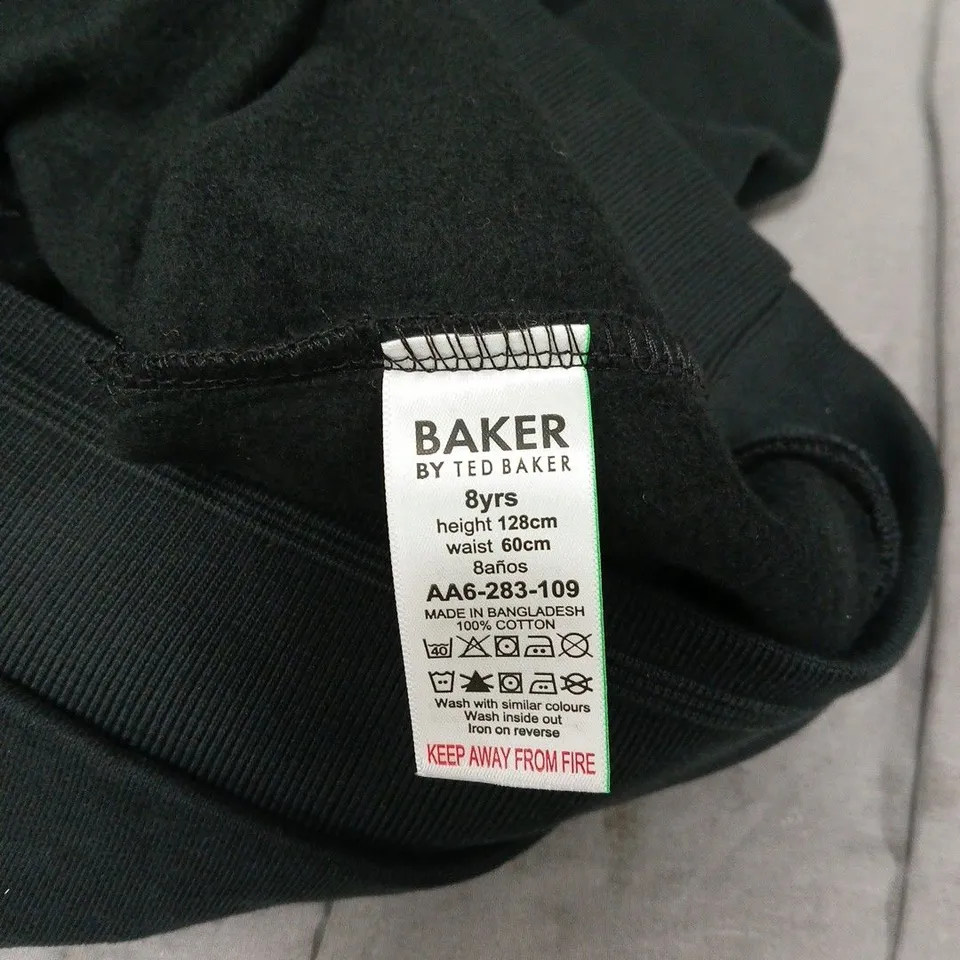 BAKER
BY TED BAKER
8yrs
height 128cm
waist 60cm
8años
AA6-283-109
MADE IN BANGLADESH
100% COTTON
40
Wash with similar colours
Wash inside out
Iron on reverse
KEEP AWAY FROM FIRE